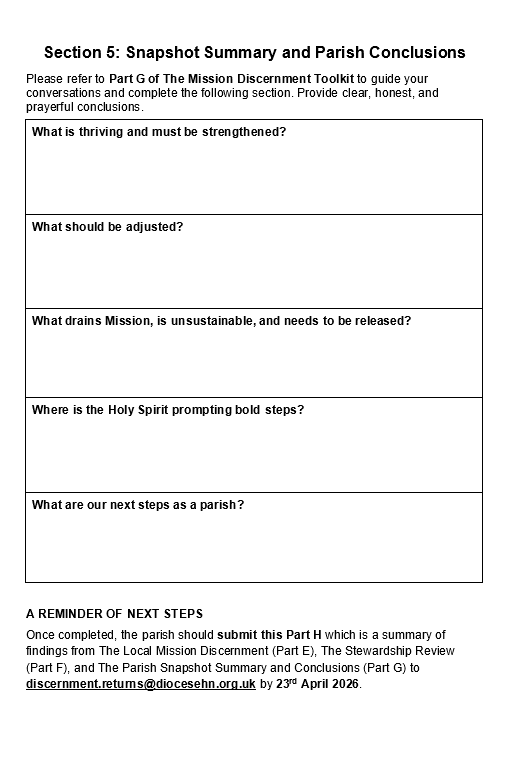 Section 5: Snapshot Summary and Parish Conclusions
Please refer to Part G of The Mission Discernment Toolkit to guide your
conversations and complete the following section. Provide clear, honest, and
prayerful conclusions.
What is thriving and must be strengthened?
What should be adjusted?
What drains Mission, is unsustainable, and needs to be released?
Where is the Holy Spirit prompting bold steps?
What are our next steps as a parish?
A REMINDER OF NEXT STEPS
Once completed, the parish should submit this Part H which is a summary of
findings from The Local Mission Discernment (Part E), The Stewardship Review
(Part F), and The Parish Snapshot Summary and Conclusions (Part G) to
discernment.returns@diocesehn.org.uk by 23rd April 2026.